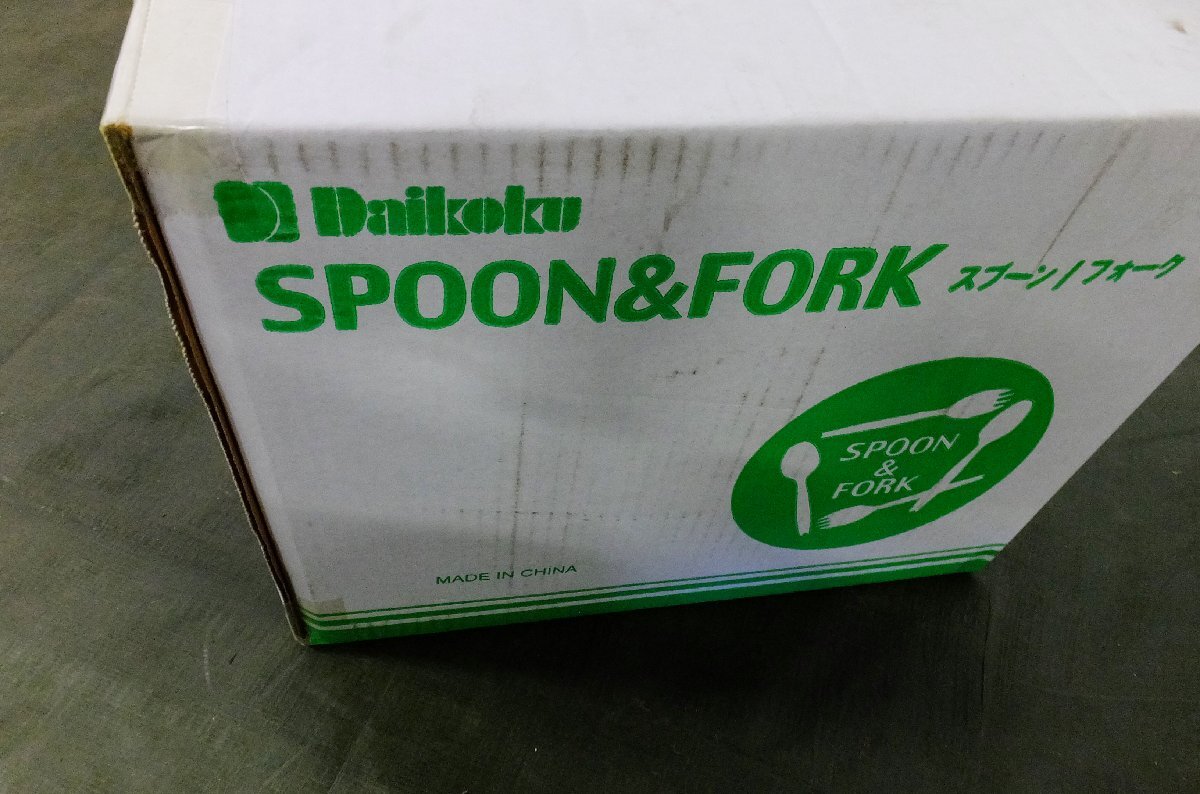 Daikoku
SPOON&FORK スプーン/フォーク
SPOON
&
FORK
MADE IN CHINA